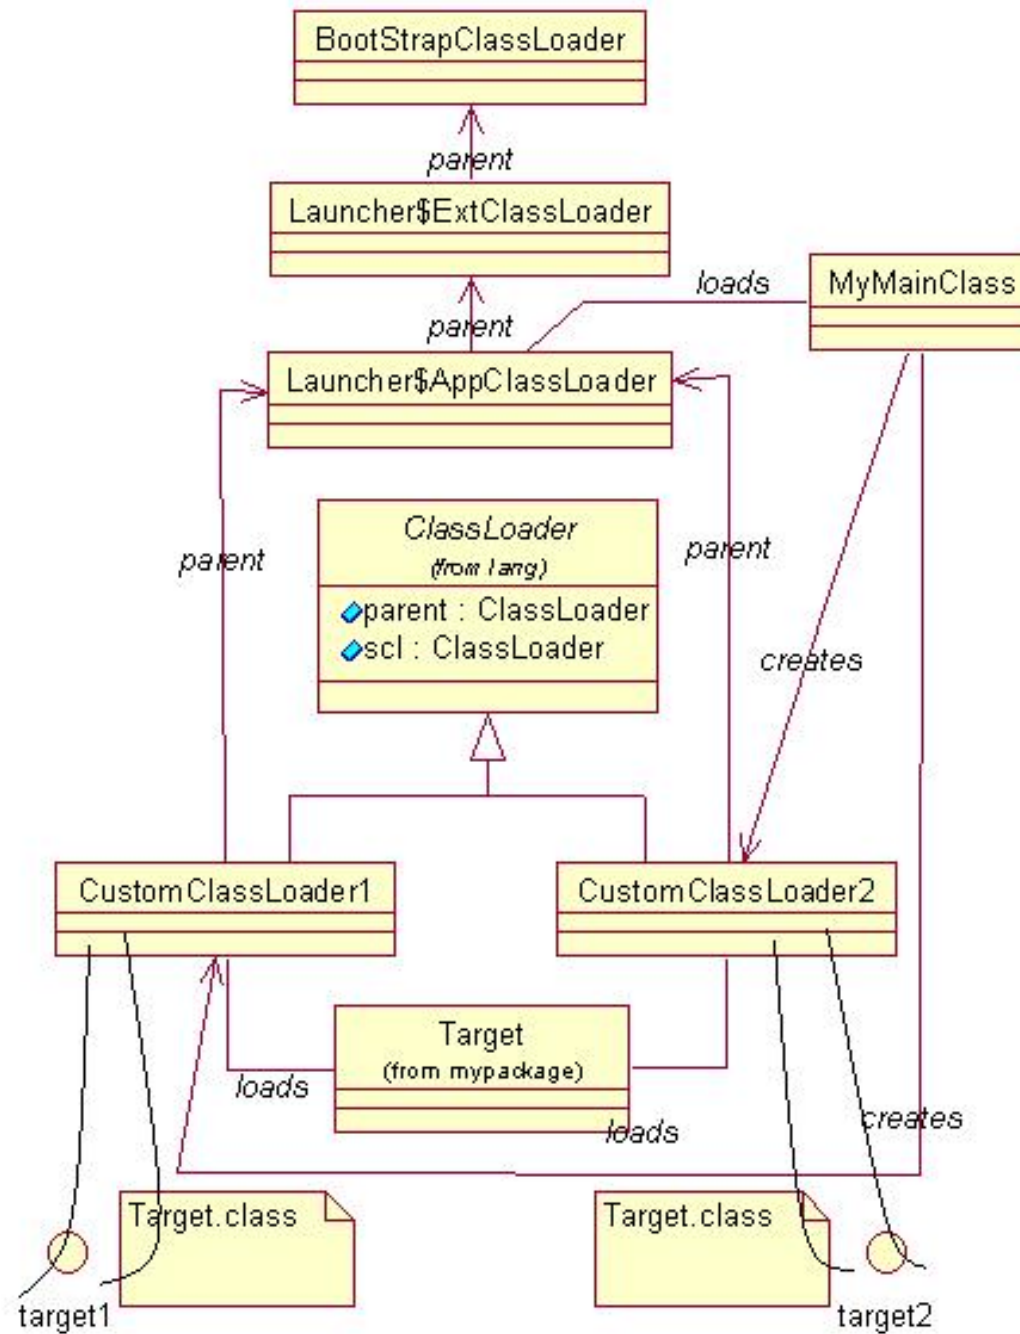 BootStrapClassLoader
parent
Launcher$ExtClassLoader
loads
MyMainClass
parent
Launcher$AppClassLoader
ClassLoader
(from lang)
parent
parent
parent : ClassLoader
scl : ClassLoader
creates
CustomClassLoader1
CustomClassLoader2
Target
(from mypackage)
loads
loads
creates
Target.class
Target.class
target1
target2